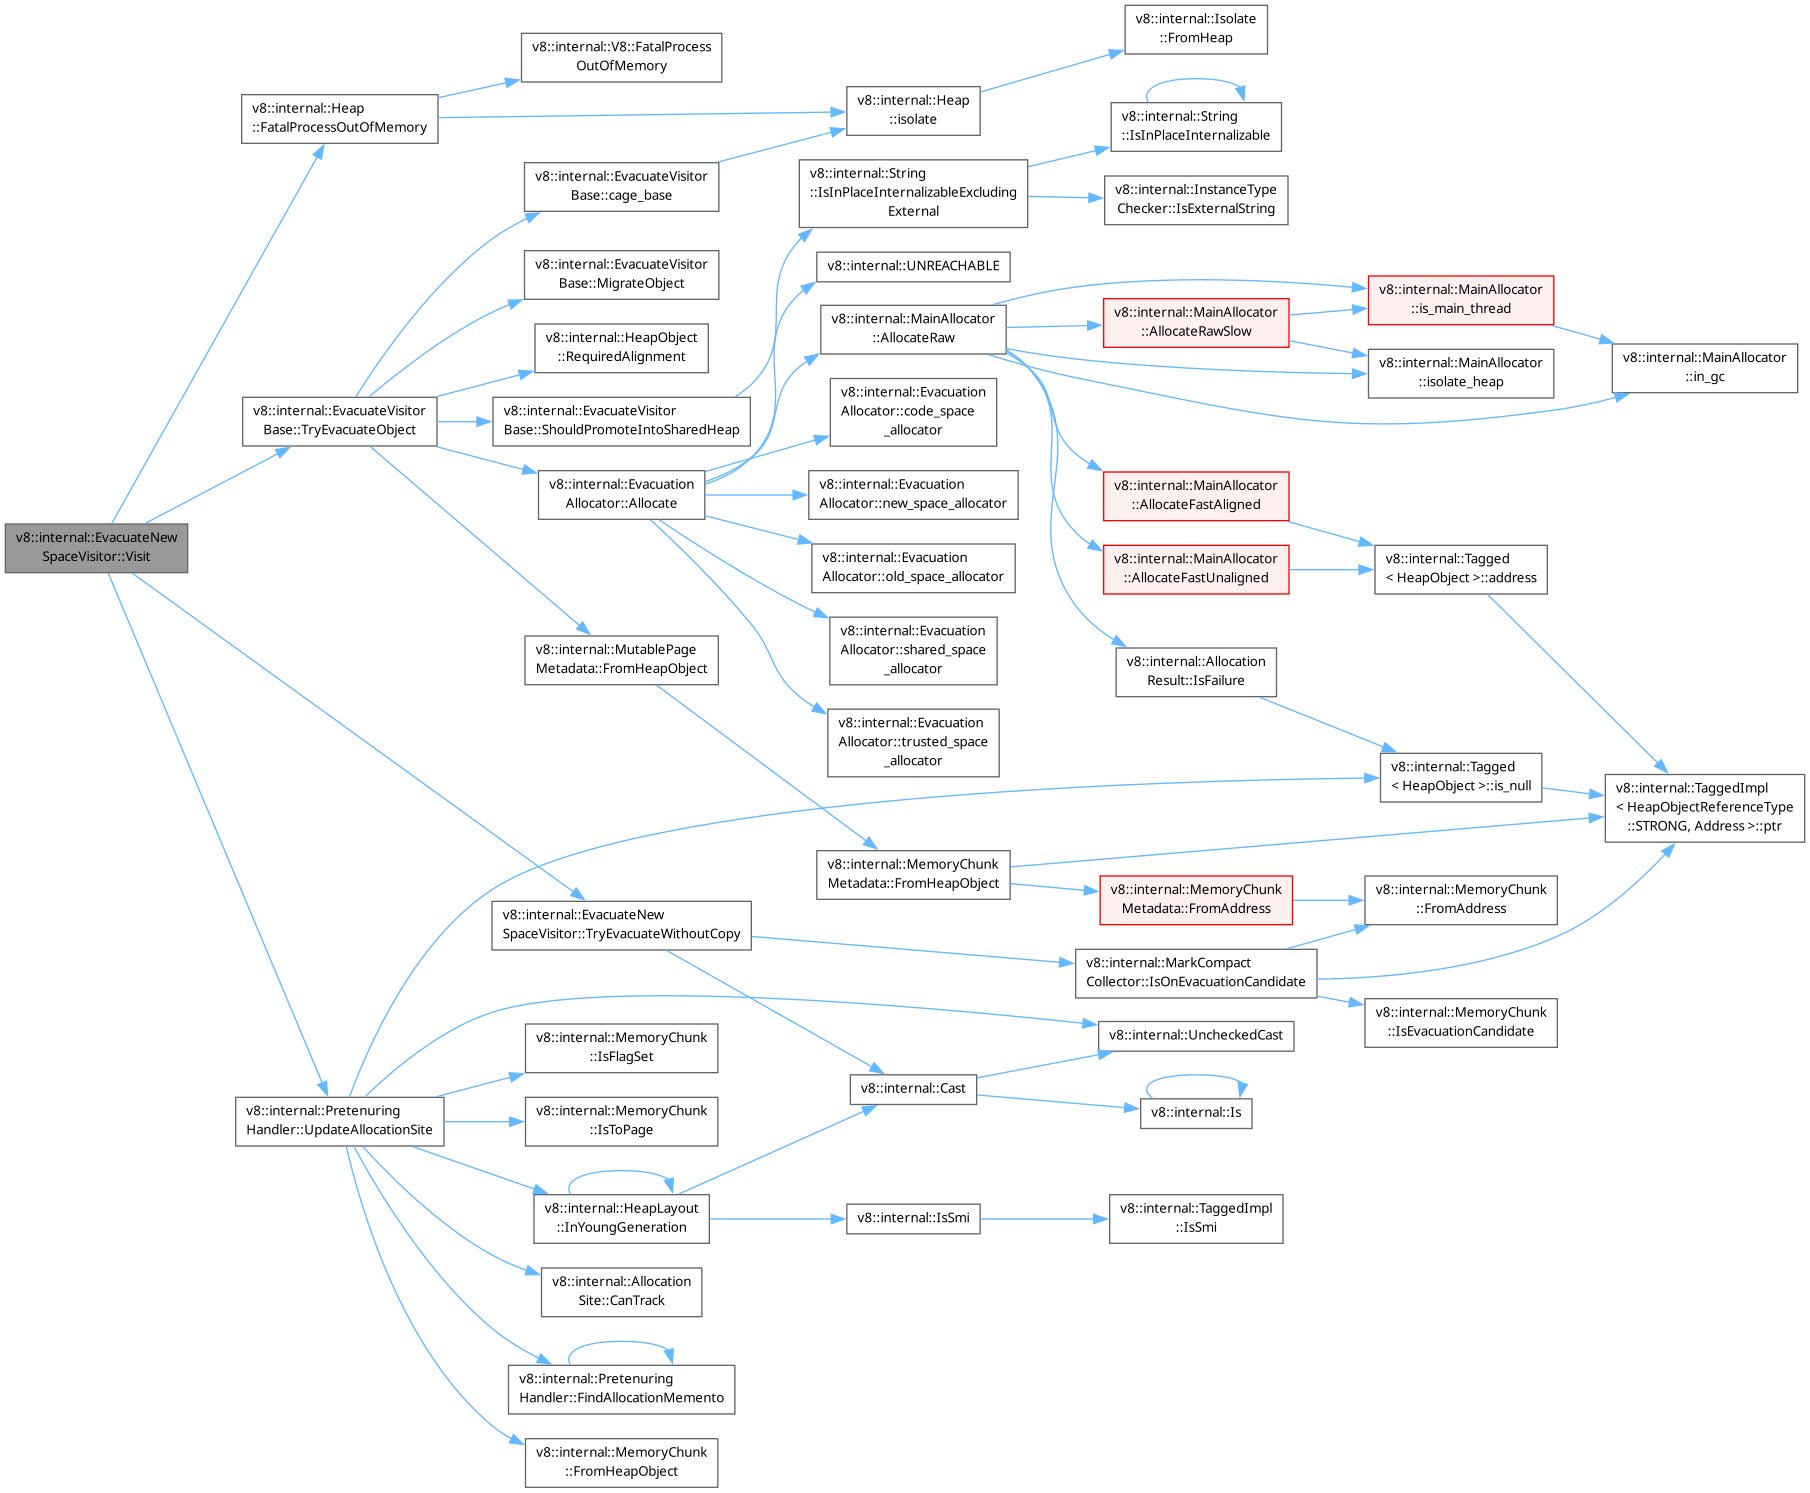 v8::internal::EvacuateNew
SpaceVisitor::Visit
v8::internal::Heap
::FatalProcessOutOfMemory
v8::internal::EvacuateVisitor
Base::TryEvacuateObject
v8::internal::Pretenuring
Handler::UpdateAllocationSite
v8::internal::V8::FatalProcess
OutOfMemory
v8::internal::EvacuateVisitor
Base::cage_base
v8::internal::EvacuateVisitor
Base::MigrateObject
v8::internal::HeapObject
::RequiredAlignment
v8::internal::EvacuateVisitor
Base::ShouldPromoteIntoSharedHeap
v8::internal::Evacuation
Allocator::Allocate
v8::internal::MutablePage
Metadata::FromHeapObject
v8::internal::EvacuateNew
SpaceVisitor::TryEvacuateWithoutCopy
v8::internal::MemoryChunk
::IsFlagSet
v8::internal::MemoryChunk
::IsToPage
v8::internal::HeapLayout
::InYoungGeneration
v8::internal::Allocation
Site::CanTrack
v8::internal::Pretenuring
Handler::FindAllocationMemento
v8::internal::MemoryChunk
::FromHeapObject
v8::internal::Heap
::isolate
v8::internal::String
::IsInPlaceInternalizableExcluding
External
v8::internal::UNREACHABLE
v8::internal::MainAllocator
::AllocateRaw
v8::internal::Evacuation
Allocator::code_space
_allocator
v8::internal::Evacuation
Allocator::new_space_allocator
v8::internal::Evacuation
Allocator::old_space_allocator
v8::internal::Evacuation
Allocator::shared_space
_allocator
v8::internal::Evacuation
Allocator::trusted_space
_allocator
v8::internal::MemoryChunk
Metadata::FromHeapObject
v8::internal::Cast
v8::internal::IsSmi
v8::internal::Isolate
::FromHeap
v8::internal::String
::IsInPlaceInternalizable
v8::internal::InstanceType
Checker::IsExternalString
v8::internal::MainAllocator
::AllocateRawSlow
v8::internal::MainAllocator
::AllocateFastAligned
v8::internal::MainAllocator
::AllocateFastUnaligned
v8::internal::Allocation
Result::IsFailure
v8::internal::MemoryChunk
Metadata::FromAddress
v8::internal::MarkCompact
Collector::IsOnEvacuationCandidate
v8::internal::UncheckedCast
v8::internal::Is
v8::internal::TaggedImpl
::IsSmi
v8::internal::MainAllocator
::is_main_thread
v8::internal::MainAllocator
::isolate_heap
v8::internal::Tagged
< HeapObject >::address
v8::internal::Tagged
< HeapObject >::is_null
v8::internal::MemoryChunk
::FromAddress
v8::internal::MemoryChunk
::IsEvacuationCandidate
v8::internal::MainAllocator
::in_gc
v8::internal::TaggedImpl
< HeapObjectReferenceType
::STRONG, Address >::ptr